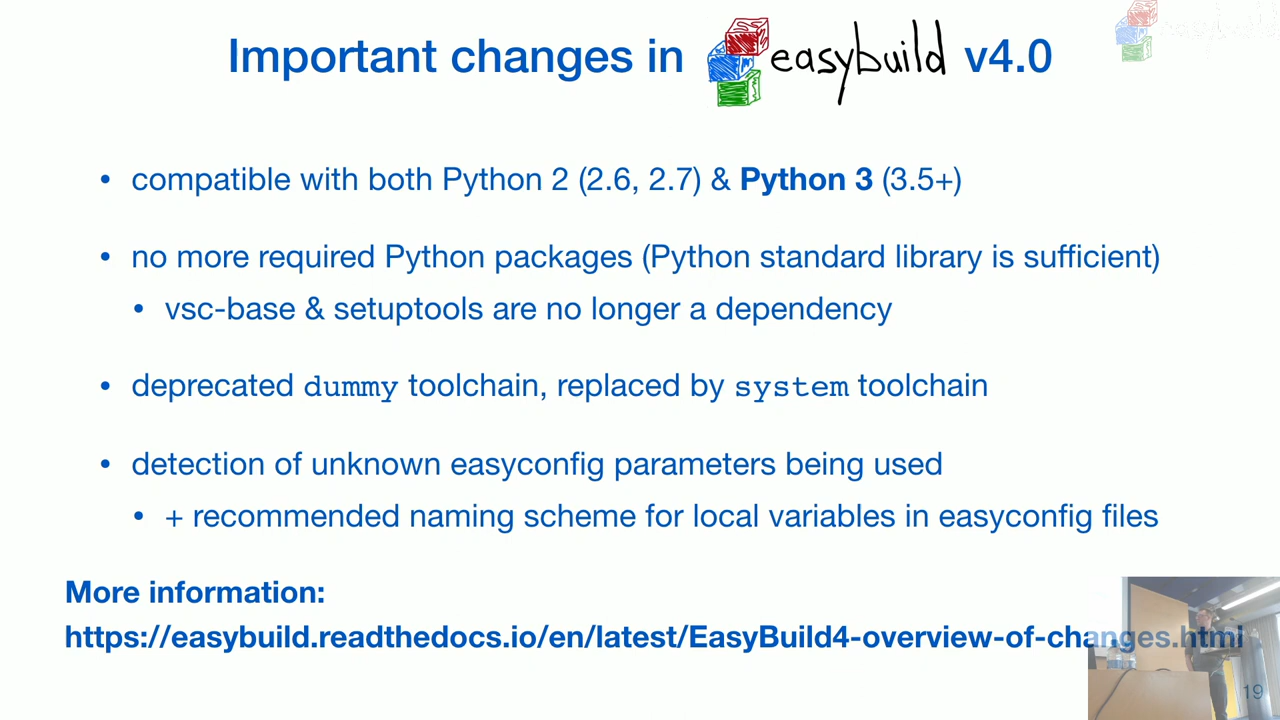 Important changes in easybuild v4.0
easybuild
• compatible with both Python 2 (2.6, 2.7) & Python 3 (3.5+)
• no more required Python packages (Python standard library is sufficient)
• vsc-base & setuptools are no longer a dependency
• deprecated dummy toolchain, replaced by system toolchain
• detection of unknown easyconfig parameters being used
• + recommended naming scheme for local variables in easyconfig files
More information:
https://easybuild.readthedocs.io/en/latest/EasyBuild4-overview-of-changes.html
19